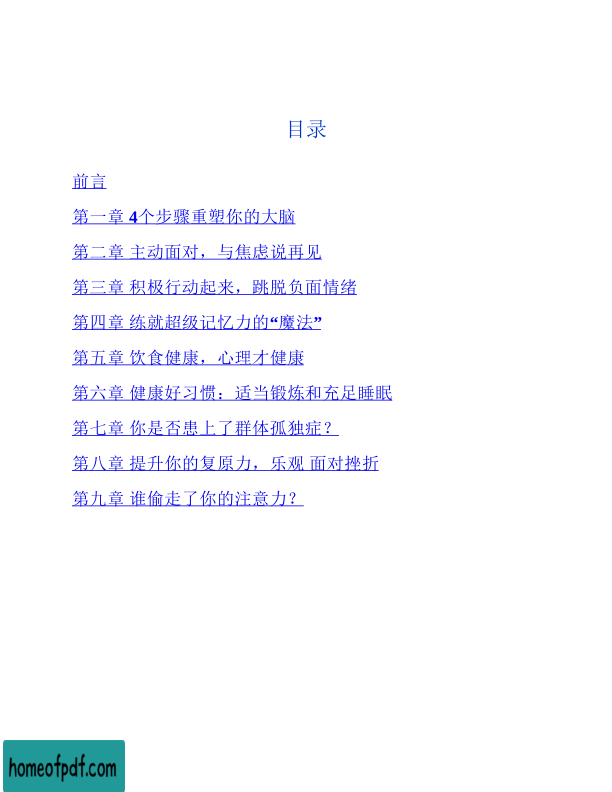 目录
前言
第一章 4个步骤重塑你的大脑
第二章 主动面对，与焦虑说再见
第三章 积极行动起来，跳脱负面情绪
第四章 练就超级记忆力的“魔法”
第五章 饮食健康，心理才健康
第六章 健康好习惯：适当锻炼和充足睡眠
第七章 你是否患上了群体孤独症？
第八章 提升你的复原力，乐观 面对挫折
第九章 谁偷走了你的注意力？
homeofpdf.com